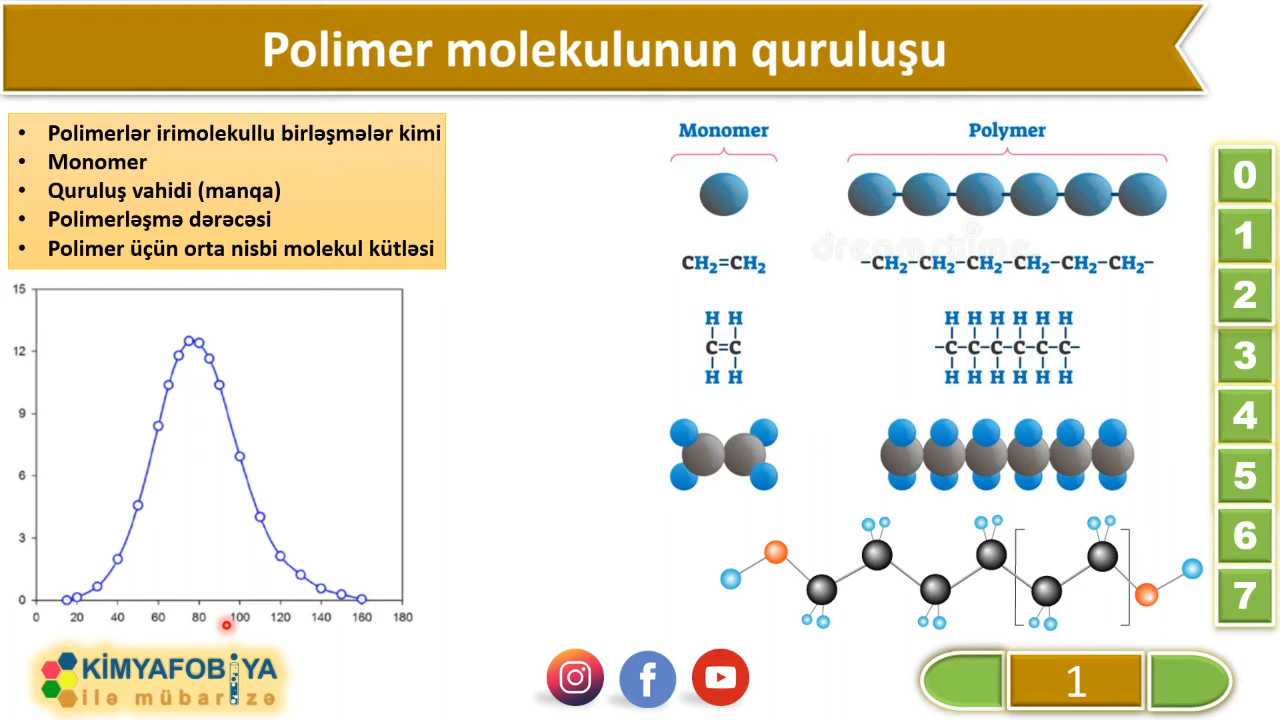 Polimer molekulunun quruluşu
• Polimerlər irimolekullu birləşmələr kimi
• Monomer
• Quruluş vahidi (manqa)
• Polimerləşmə dərəcəsi
• Polimer üçün orta nisbi molekul kütləsi
Monomer
Polymer
dreamstime
CH₂=CH₂
–CH₂–CH₂–CH₂–CH₂–CH₂–CH₂–
H H
C=C
H H
H H H H H H
–C–C–C–C–C–C–
H H H H H H
15
12
9
6
3
0
0 20 40 60 80 100 120 140 160 180
0
1
2
3
4
5
6
7
KİMYAFOBİYA
ilə mübarizə
1